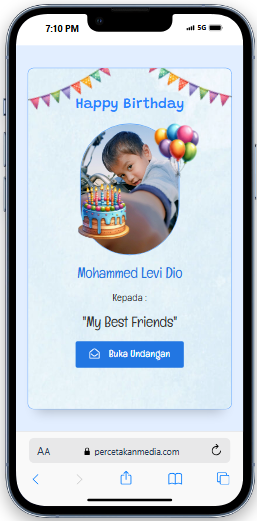 7:10 PM
5G
Happy Birthday
Mohammed Levi Dio
Kepada :
"My Best Friends"
Buka Undangan
AA
percetakanmedia.com